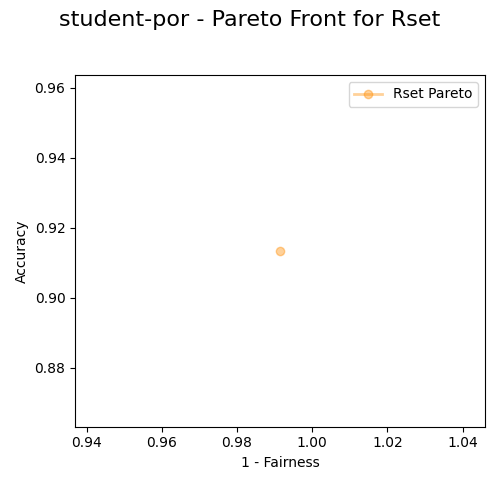 student-por - Pareto Front for Rset
Rset Pareto
0.96
0.94
0.92
0.90
0.88
Accuracy
0.94 0.96 0.98 1.00 1.02 1.04
1 - Fairness